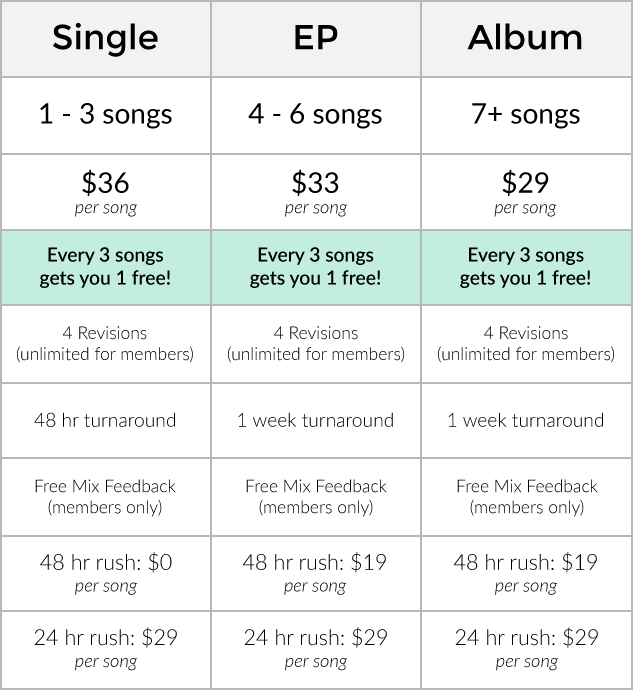 Single EP Album
1 - 3 songs 4 - 6 songs 7+ songs
$36 $33 $29
per song per song per song
Every 3 songs Every 3 songs Every 3 songs
gets you 1 free! gets you 1 free! gets you 1 free!
4 Revisions 4 Revisions 4 Revisions
(unlimited for members) (unlimited for members) (unlimited for members)
48 hr turnaround 1 week turnaround 1 week turnaround
Free Mix Feedback Free Mix Feedback Free Mix Feedback
(members only) (members only) (members only)
48 hr rush: $0 48 hr rush: $19 48 hr rush: $19
per song per song per song
24 hr rush: $29 24 hr rush: $29 24 hr rush: $29
per song per song per song